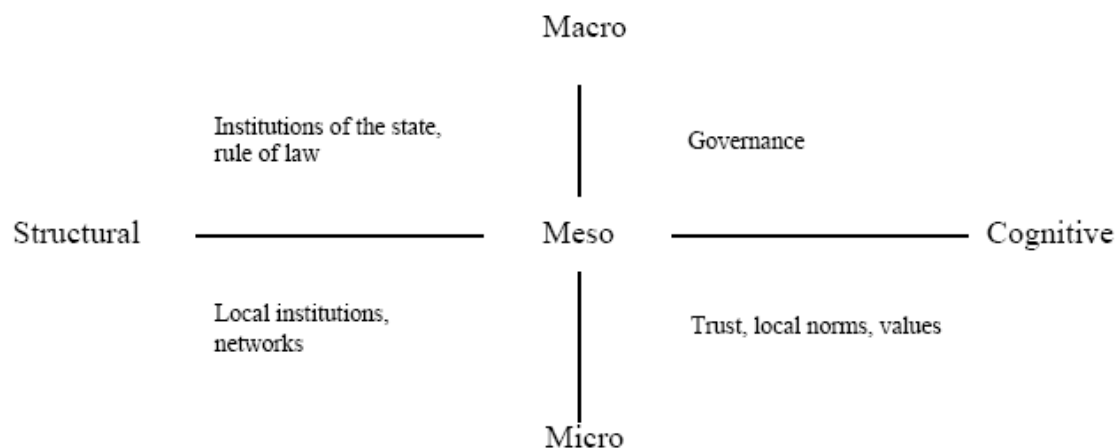 Macro
Institutions of the state,
rule of law
Governance
Structural
Meso
Cognitive
Local institutions,
networks
Trust, local norms, values
Micro